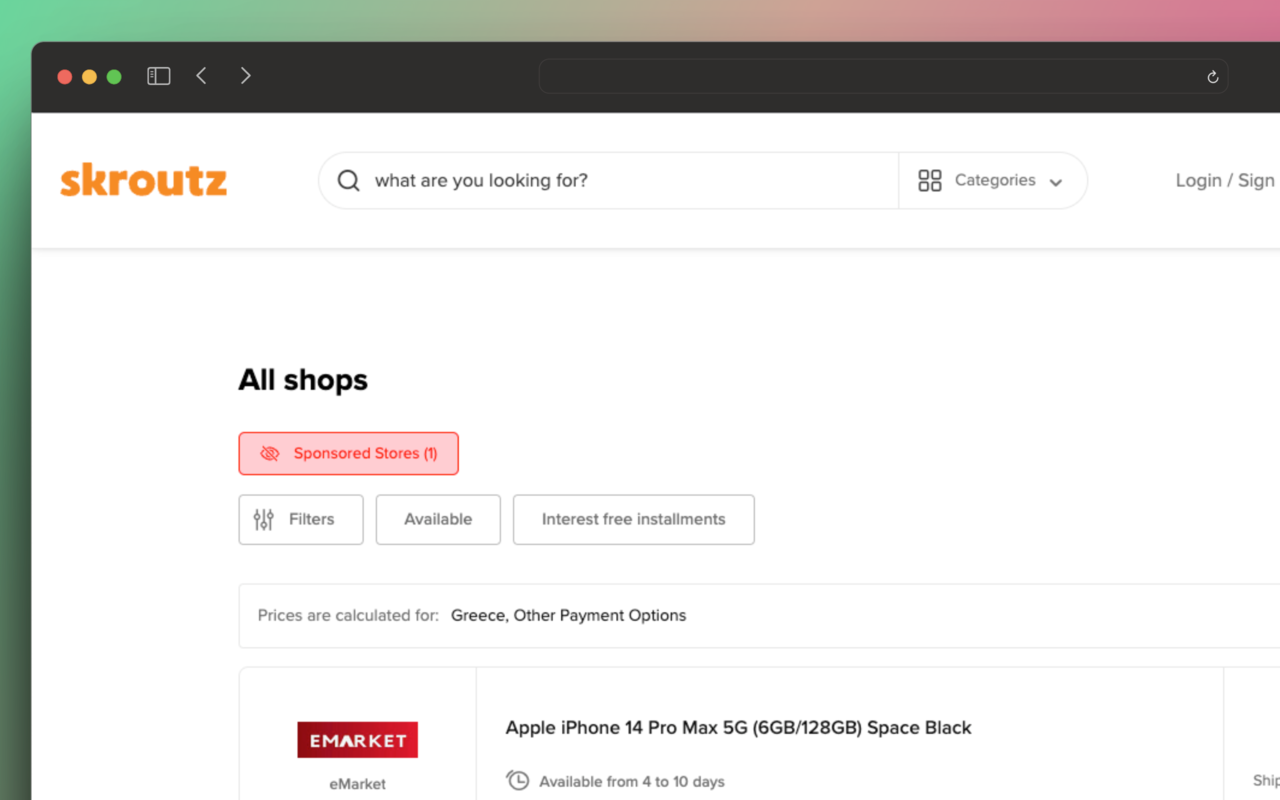 skroutz
what are you looking for?
Categories
Login / Sign
All shops
Sponsored Stores (1)
Filters
Available
Interest free installments
Prices are calculated for: Greece, Other Payment Options
EMARKET
eMarket
Apple iPhone 14 Pro Max 5G (6GB/128GB) Space Black
Available from 4 to 10 days